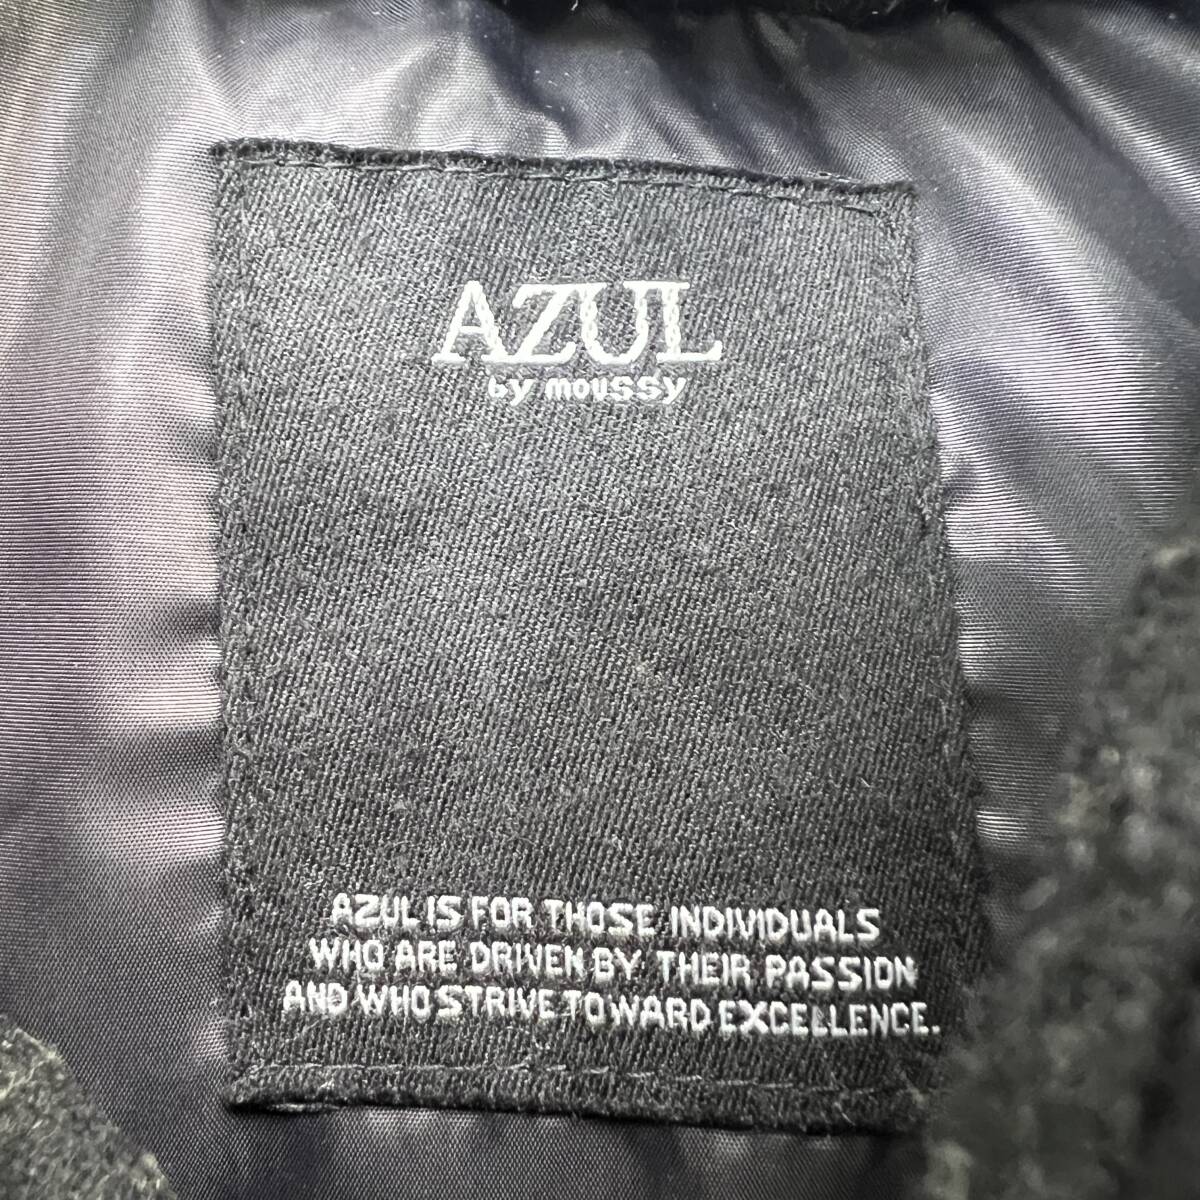 AZUL
by moussy
AZUL IS FOR THOSE INDIVIDUALS
WHO ARE DRIVEN BY THEIR PASSION
AND WHO STRIVE TOWARD EXCELLENCE.